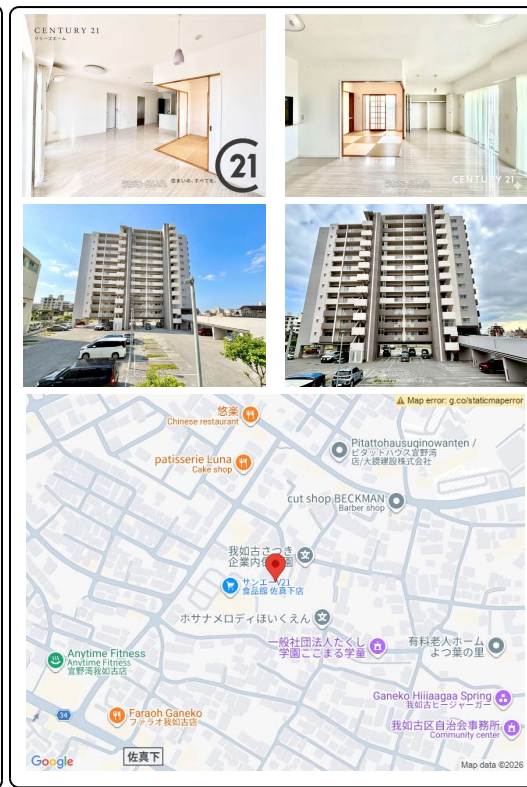 CENTURY 21
リリースホーム
21
住まいの、すべてを。
CENTURY 21
Map error: g.co/staticmaperror
悠楽
Chinese restaurant
Pitattohausuginowanten /
ピタットハウス宜野湾
店/大鏡建設株式会社
patisserie Luna
Cake shop
cut shop BECKMAN
Barber shop
我如古さつき
企業内保
園
サンエーV21
食品館 佐真下店
ホサナメロディほいくえん
一般社団法人たくし
学園ここまる学童
有料老人ホーム
よつ葉の里
Anytime Fitness
Anytime Fitness
宜野湾我如古店
Ganeko Hiiiaagaa Spring
我如古ヒージャーガー
34
Faraoh Ganeko
ファラオ我如古店
我如古区自治会事務所
Community center
佐真下
Google
Map data ©2026